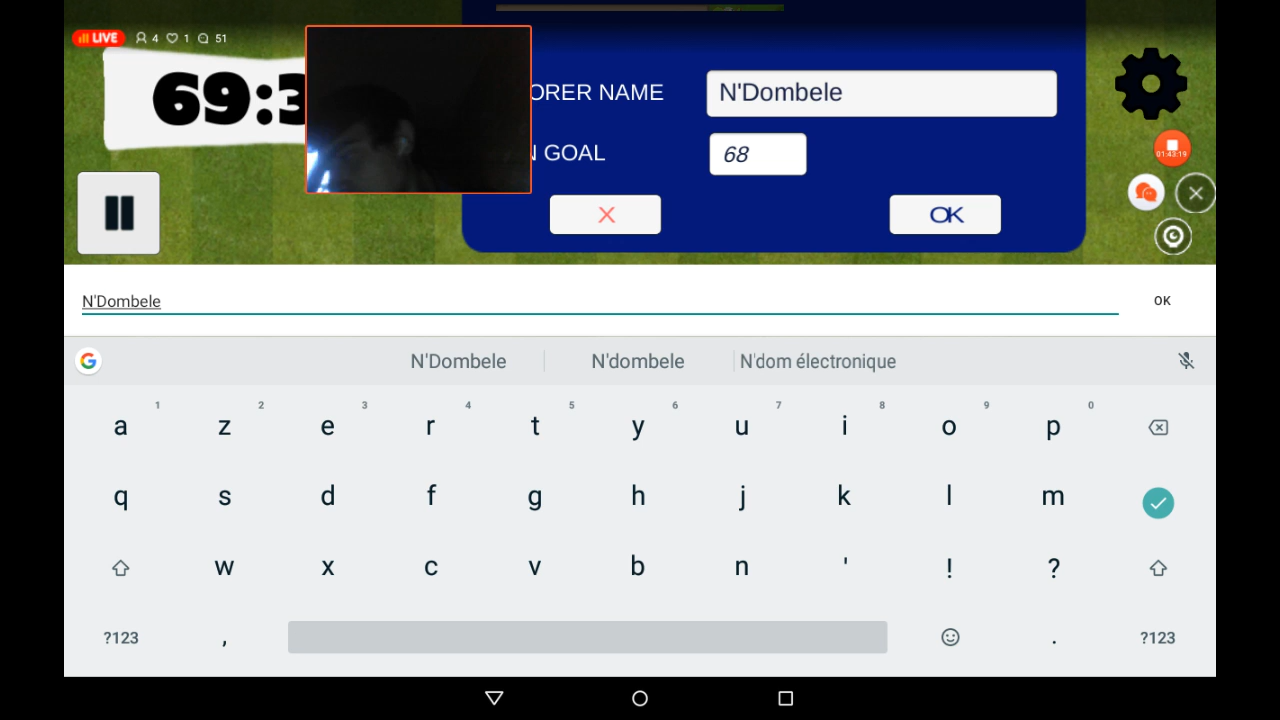 LIVE 4 1 51
69:3
ORER NAME N'Dombele
N GOAL 68
01:43:19
X OK
N'Dombele OK
G N'Dombele N'dombele N'dom électronique
1 2 3 4 5 6 7 8 9 0
a z e r t y u i o p
q s d f g h j k l m
w x c v b n ' ! ?
?123 , . ?123